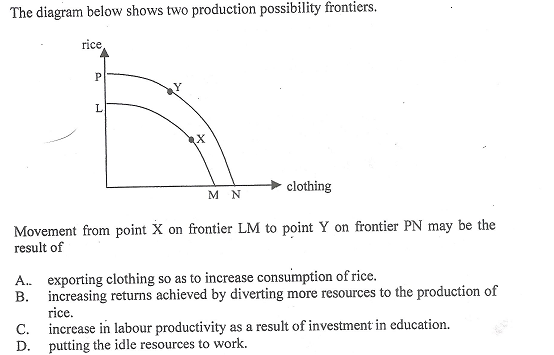 The diagram below shows two production possibility frontiers.
rice
P
Y
L
X
clothing
M N
Movement from point X on frontier LM to point Y on frontier PN may be the
result of
A.. exporting clothing so as to increase consumption of rice.
B. increasing returns achieved by diverting more resources to the production of
rice.
C. increase in labour productivity as a result of investment in education.
D. putting the idle resources to work.